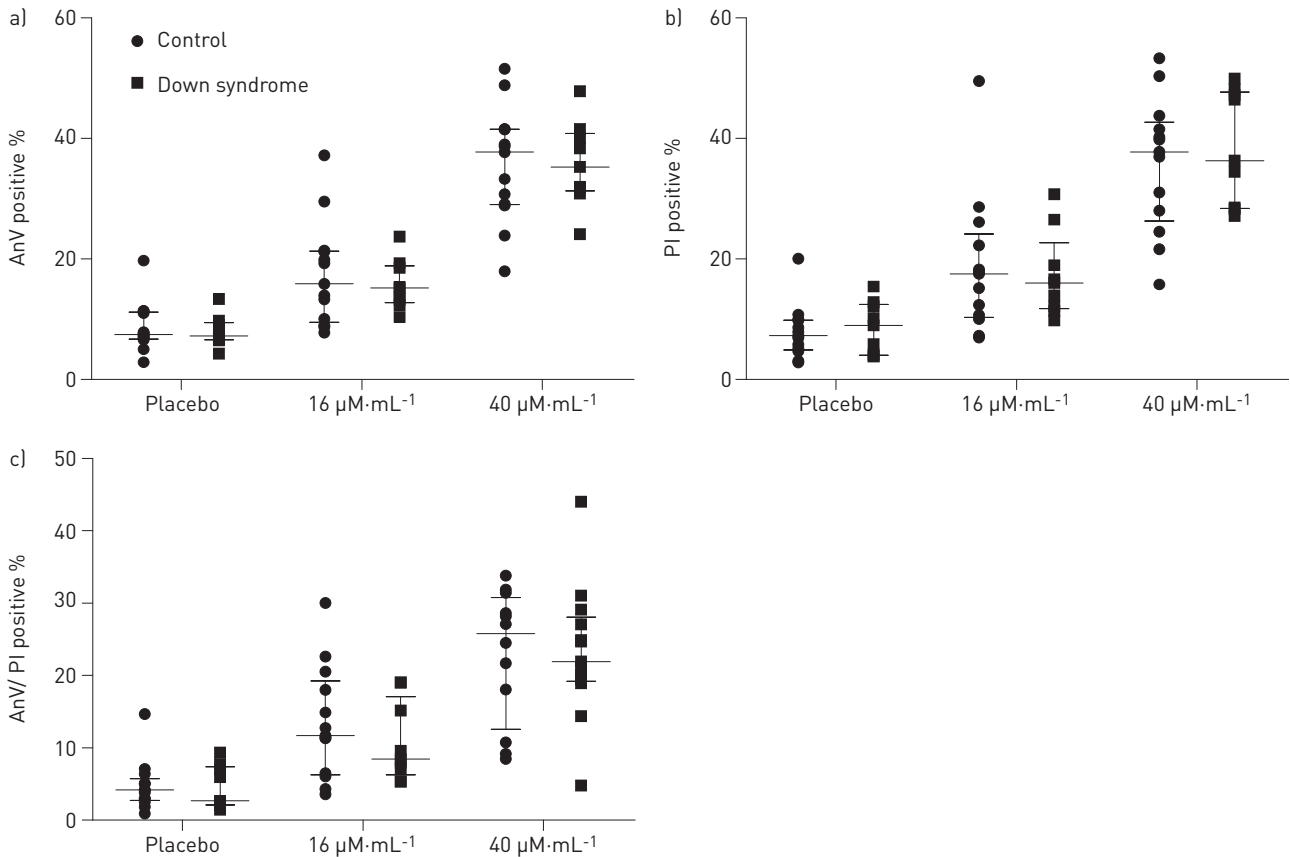 a)
60
40
20
0
AnV positive %
Control
Down syndrome
Placebo
16 µM·mL⁻¹
40 µM·mL⁻¹
b)
60
40
20
0
PI positive %
Placebo
16 µM·mL⁻¹
40 µM·mL⁻¹
c)
50
40
30
20
10
0
AnV/ PI positive %
Placebo
16 µM·mL⁻¹
40 µM·mL⁻¹